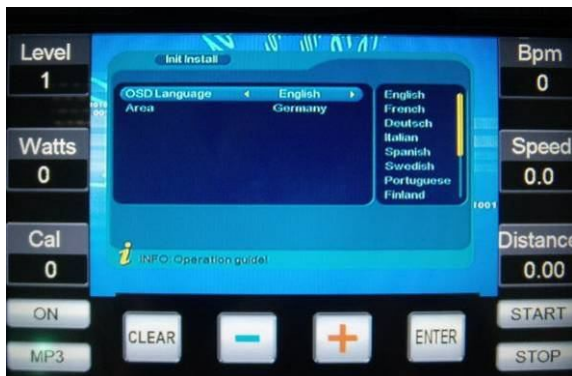 Level
1
Watts
0
Cal
0
Init Install
OSD Language English
Area Germany
English
French
Deutsch
Italian
Spanish
Swedish
Portuguese
Finland
1001
INFO:Operation guide!
Bpm
0
Speed
0.0
Distance
0.00
ON
MP3
CLEAR
−
+
ENTER
START
STOP